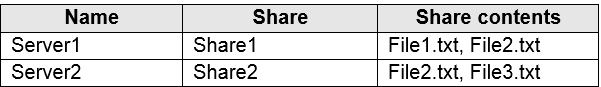 Name Share Share contents
Server1 Share1 File1.txt, File2.txt
Server2 Share2 File2.txt, File3.txt